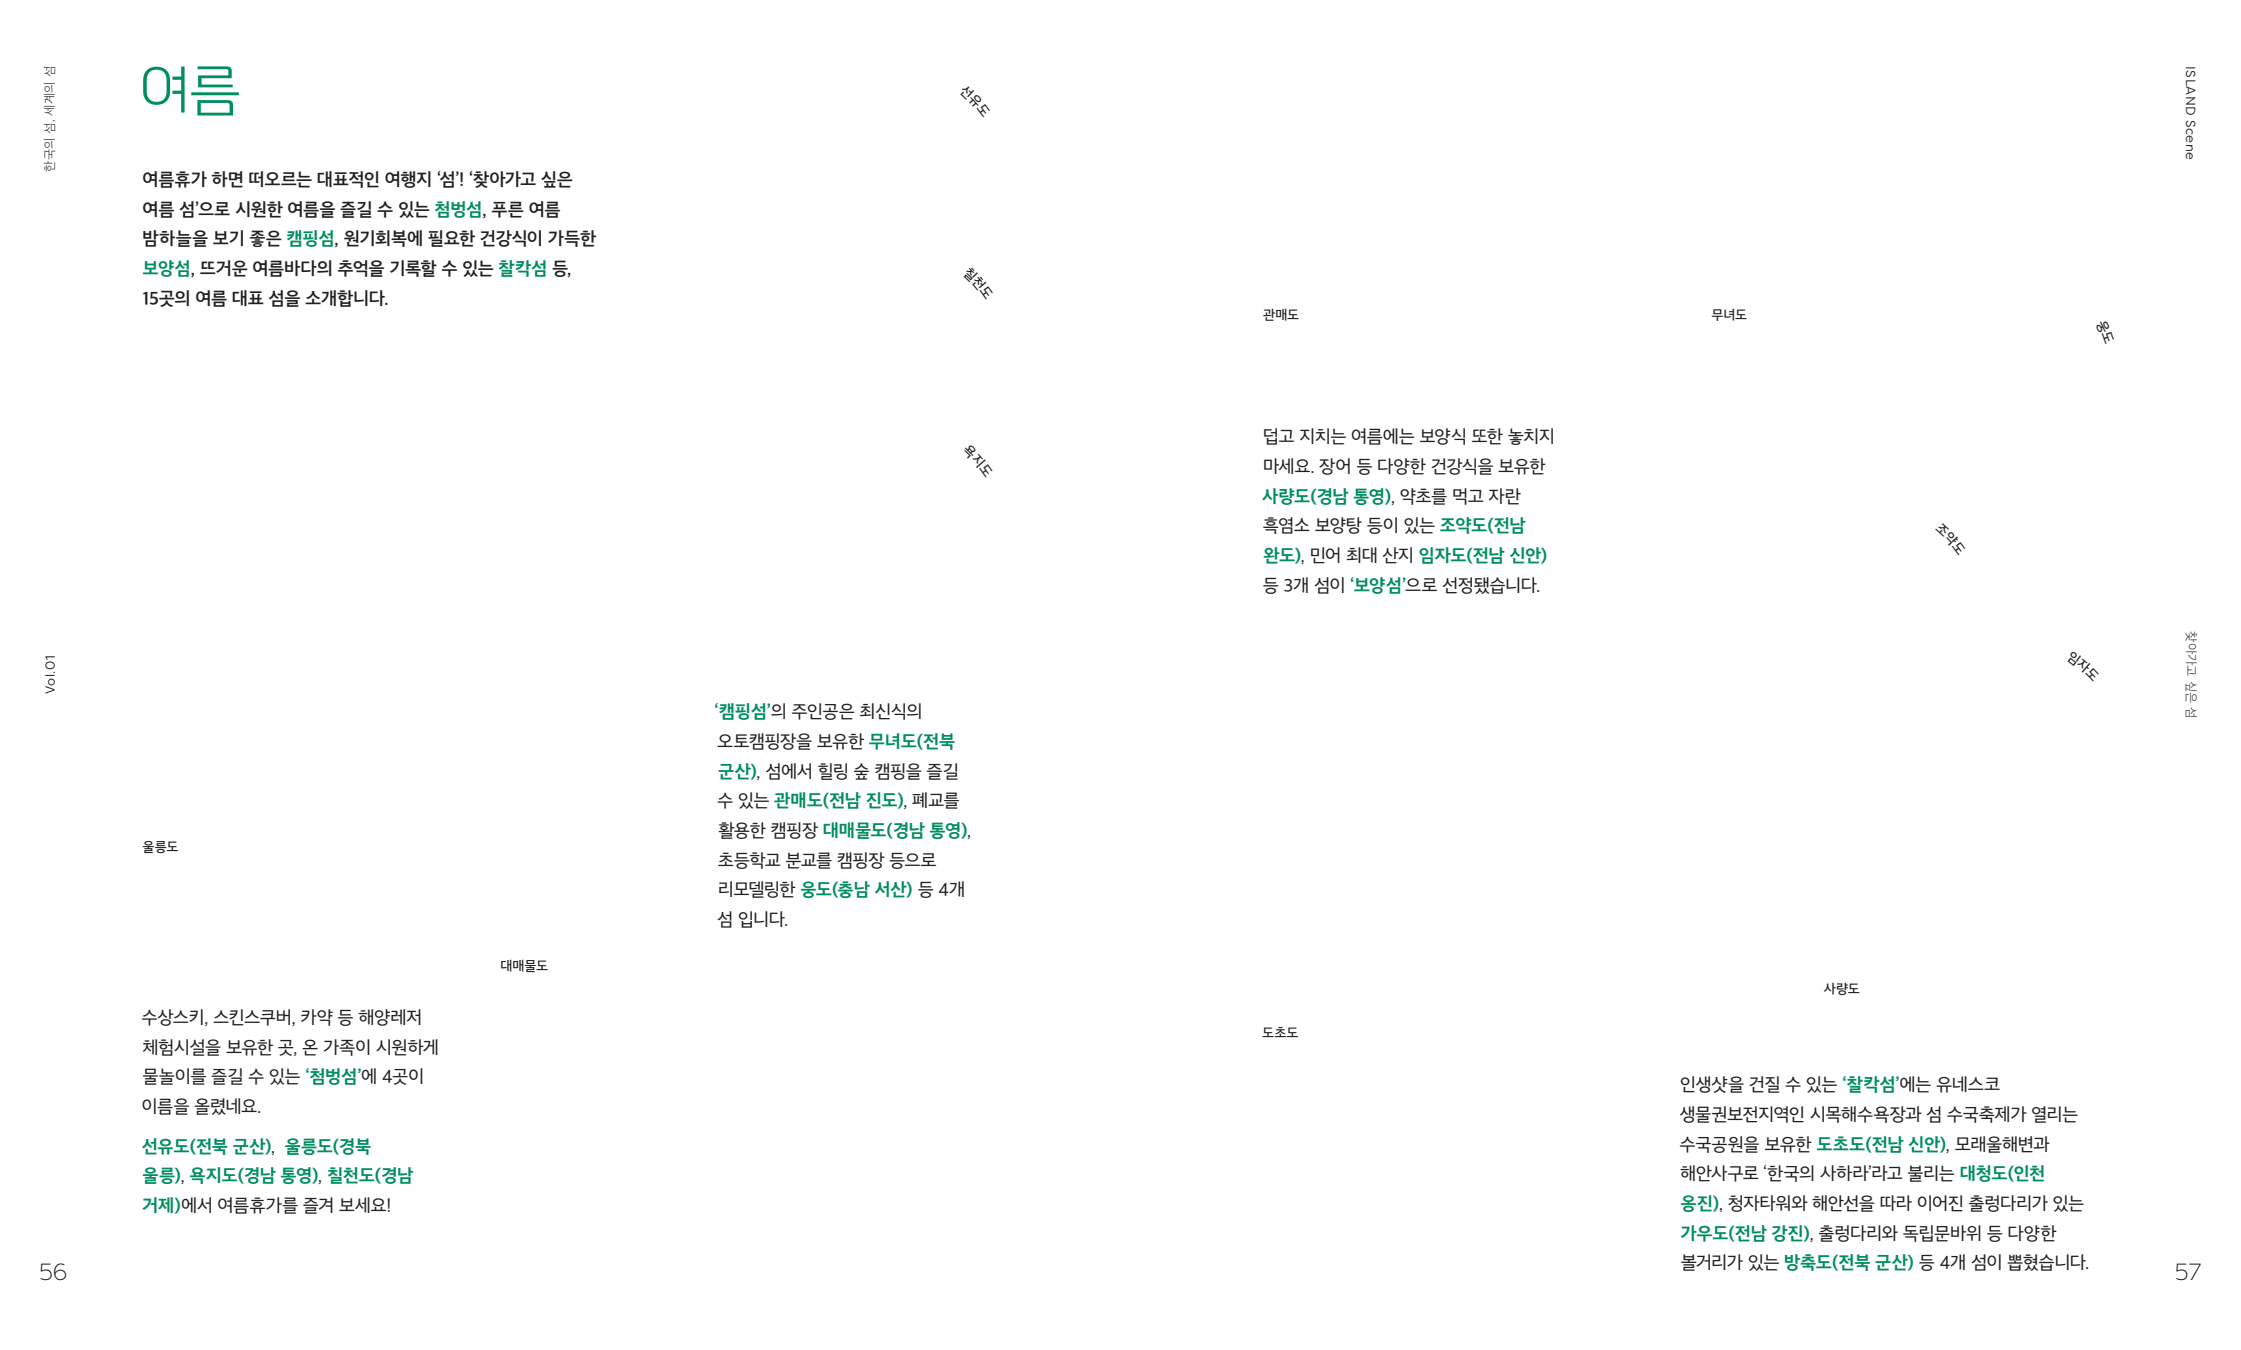 한국의 섬. 세계의 섬
Vol.01
56
여름
여름휴가 하면 떠오르는 대표적인 여행지 ‘섬’! ‘찾아가고 싶은
여름 섬’으로 시원한 여름을 즐길 수 있는 첨벙섬, 푸른 여름
밤하늘을 보기 좋은 캠핑섬, 원기회복에 필요한 건강식이 가득한
보양섬, 뜨거운 여름바다의 추억을 기록할 수 있는 찰칵섬 등,
15곳의 여름 대표 섬을 소개합니다.
선유도
칠천도
욕지도
울릉도
대매물도
수상스키, 스킨스쿠버, 카약 등 해양레저
체험시설을 보유한 곳, 온 가족이 시원하게
물놀이를 즐길 수 있는 ‘첨벙섬’에 4곳이
이름을 올렸네요.
선유도(전북 군산), 울릉도(경북
울릉), 욕지도(경남 통영), 칠천도(경남
거제)에서 여름휴가를 즐겨 보세요!
‘캠핑섬’의 주인공은 최신식의
오토캠핑장을 보유한 무녀도(전북
군산), 섬에서 힐링 숲 캠핑을 즐길
수 있는 관매도(전남 진도), 폐교를
활용한 캠핑장 대매물도(경남 통영),
초등학교 분교를 캠핑장 등으로
리모델링한 웅도(충남 서산) 등 4개
섬 입니다.
관매도
무녀도
웅도
덥고 지치는 여름에는 보양식 또한 놓치지
마세요. 장어 등 다양한 건강식을 보유한
사량도(경남 통영), 약초를 먹고 자란
흑염소 보양탕 등이 있는 조약도(전남
완도), 민어 최대 산지 임자도(전남 신안)
등 3개 섬이 ‘보양섬’으로 선정됐습니다.
조약도
임자도
사량도
도초도
인생샷을 건질 수 있는 ‘찰칵섬’에는 유네스코
생물권보전지역인 시목해수욕장과 섬 수국축제가 열리는
수국공원을 보유한 도초도(전남 신안), 모래울해변과
해안사구로 ‘한국의 사하라’라고 불리는 대청도(인천
옹진), 청자타워와 해안선을 따라 이어진 출렁다리가 있는
가우도(전남 강진), 출렁다리와 독립문바위 등 다양한
볼거리가 있는 방축도(전북 군산) 등 4개 섬이 뽑혔습니다.
ISLAND Scene
찾아가고 싶은 섬
57